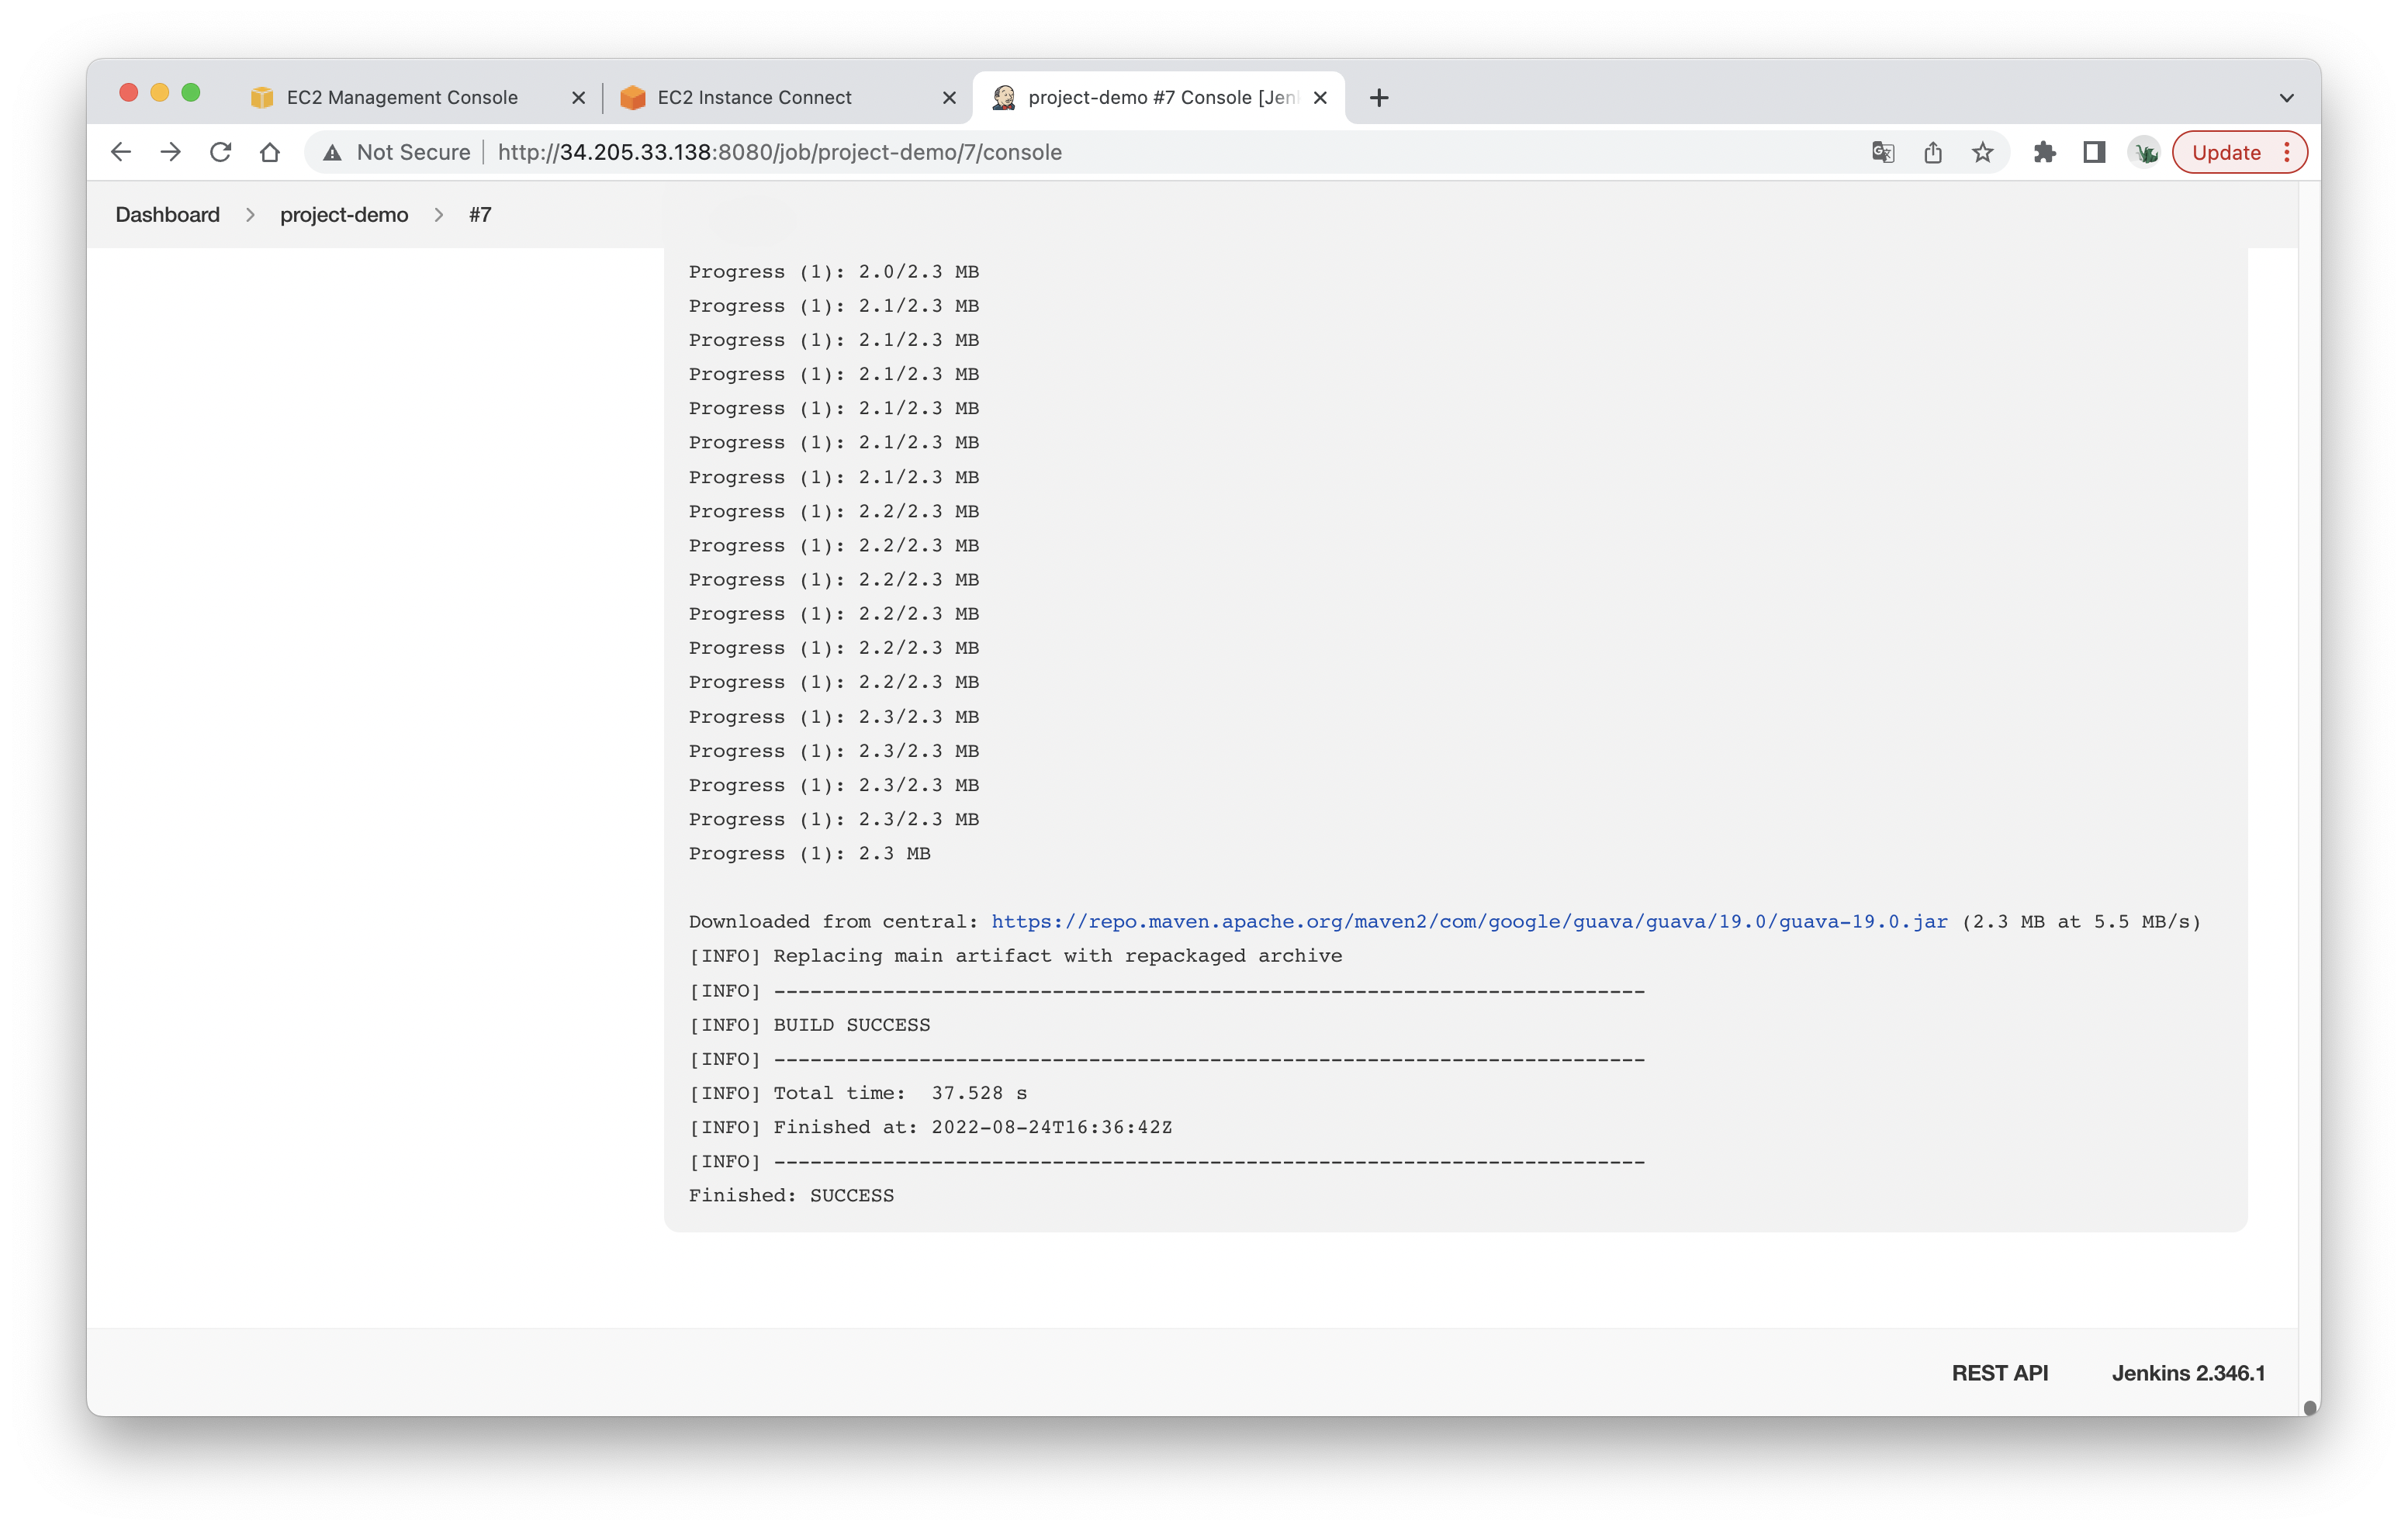 EC2 Management Console
EC2 Instance Connect
project-demo #7 Console [Jen
Not Secure http://34.205.33.138:8080/job/project-demo/7/console
Update
Dashboard project-demo #7
Progress (1): 2.0/2.3 MB
Progress (1): 2.1/2.3 MB
Progress (1): 2.1/2.3 MB
Progress (1): 2.1/2.3 MB
Progress (1): 2.1/2.3 MB
Progress (1): 2.1/2.3 MB
Progress (1): 2.1/2.3 MB
Progress (1): 2.2/2.3 MB
Progress (1): 2.2/2.3 MB
Progress (1): 2.2/2.3 MB
Progress (1): 2.2/2.3 MB
Progress (1): 2.2/2.3 MB
Progress (1): 2.2/2.3 MB
Progress (1): 2.3/2.3 MB
Progress (1): 2.3/2.3 MB
Progress (1): 2.3/2.3 MB
Progress (1): 2.3/2.3 MB
Progress (1): 2.3 MB
Downloaded from central: https://repo.maven.apache.org/maven2/com/google/guava/guava/19.0/guava-19.0.jar (2.3 MB at 5.5 MB/s)
[INFO] Replacing main artifact with repackaged archive
[INFO] ------------------------------------------------------------------------
[INFO] BUILD SUCCESS
[INFO] ------------------------------------------------------------------------
[INFO] Total time:  37.528 s
[INFO] Finished at: 2022-08-24T16:36:42Z
[INFO] ------------------------------------------------------------------------
Finished: SUCCESS
REST API
Jenkins 2.346.1